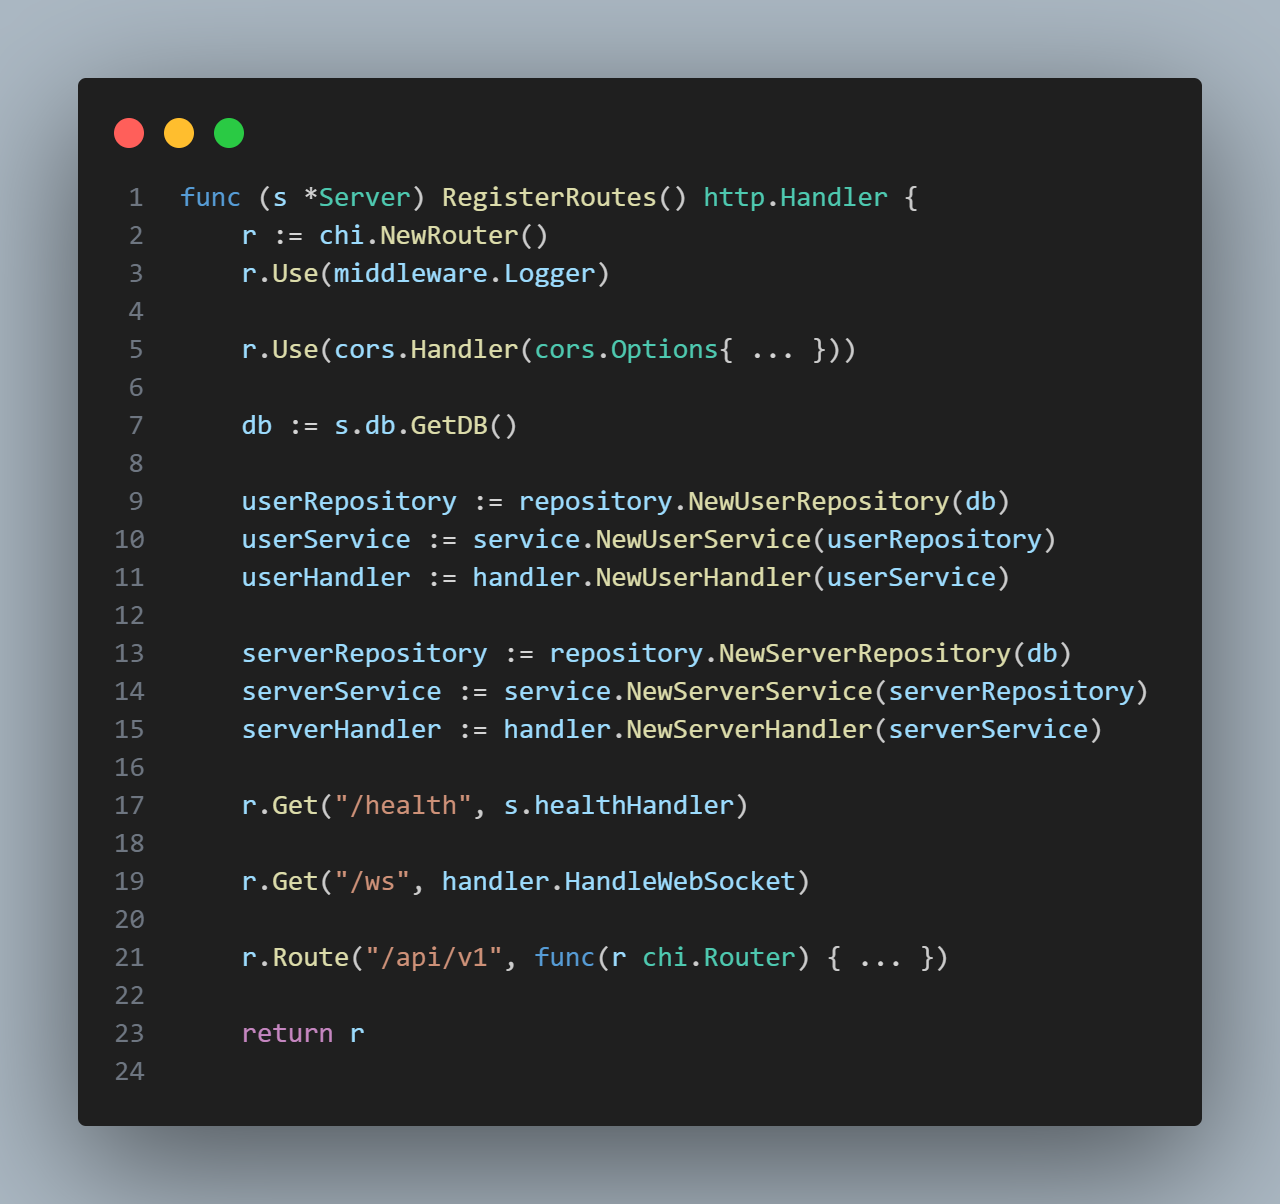 1 func (s *Server) RegisterRoutes() http.Handler {
2     r := chi.NewRouter()
3     r.Use(middleware.Logger)
4
5     r.Use(cors.Handler(cors.Options{ ... }))
6
7     db := s.db.GetDB()
8
9     userRepository := repository.NewUserRepository(db)
10     userService := service.NewUserService(userRepository)
11     userHandler := handler.NewUserHandler(userService)
12
13     serverRepository := repository.NewServerRepository(db)
14     serverService := service.NewServerService(serverRepository)
15     serverHandler := handler.NewServerHandler(serverService)
16
17     r.Get("/health", s.healthHandler)
18
19     r.Get("/ws", handler.HandleWebSocket)
20
21     r.Route("/api/v1", func(r chi.Router) { ... })
22
23     return r
24